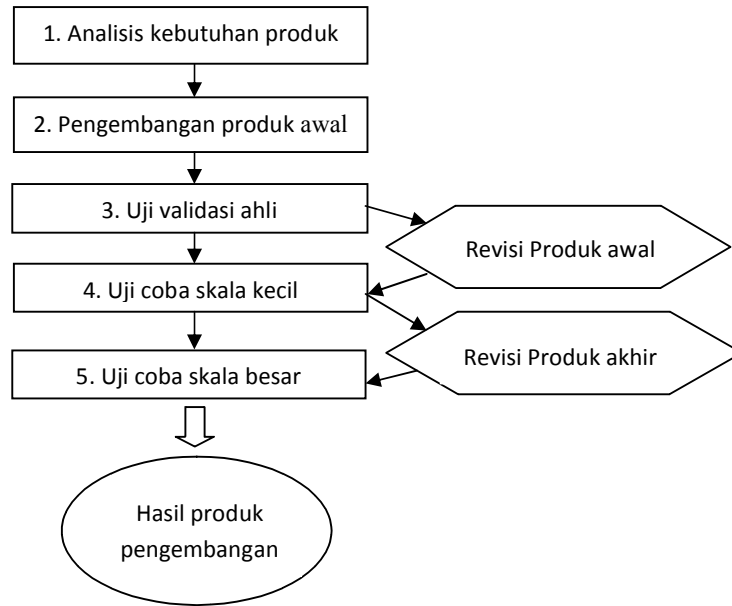 1. Analisis kebutuhan produk
2. Pengembangan produk awal
3. Uji validasi ahli
Revisi Produk awal
4. Uji coba skala kecil
Revisi Produk akhir
5. Uji coba skala besar
Hasil produk
pengembangan